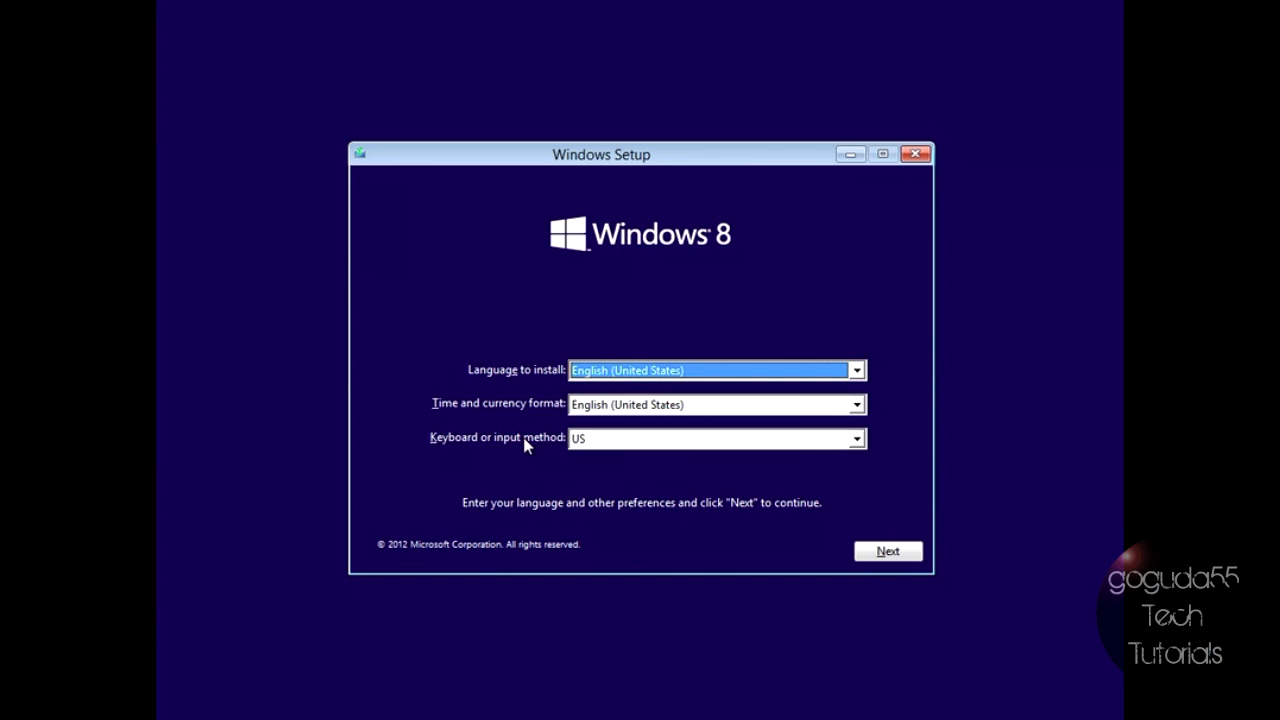 Windows Setup
Windows 8
Language to install: English (United States)
Time and currency format: English (United States)
Keyboard or input method: US
Enter your language and other preferences and click "Next" to continue.
© 2012 Microsoft Corporation. All rights reserved.
Next
goguda55
Tech
Tutorials